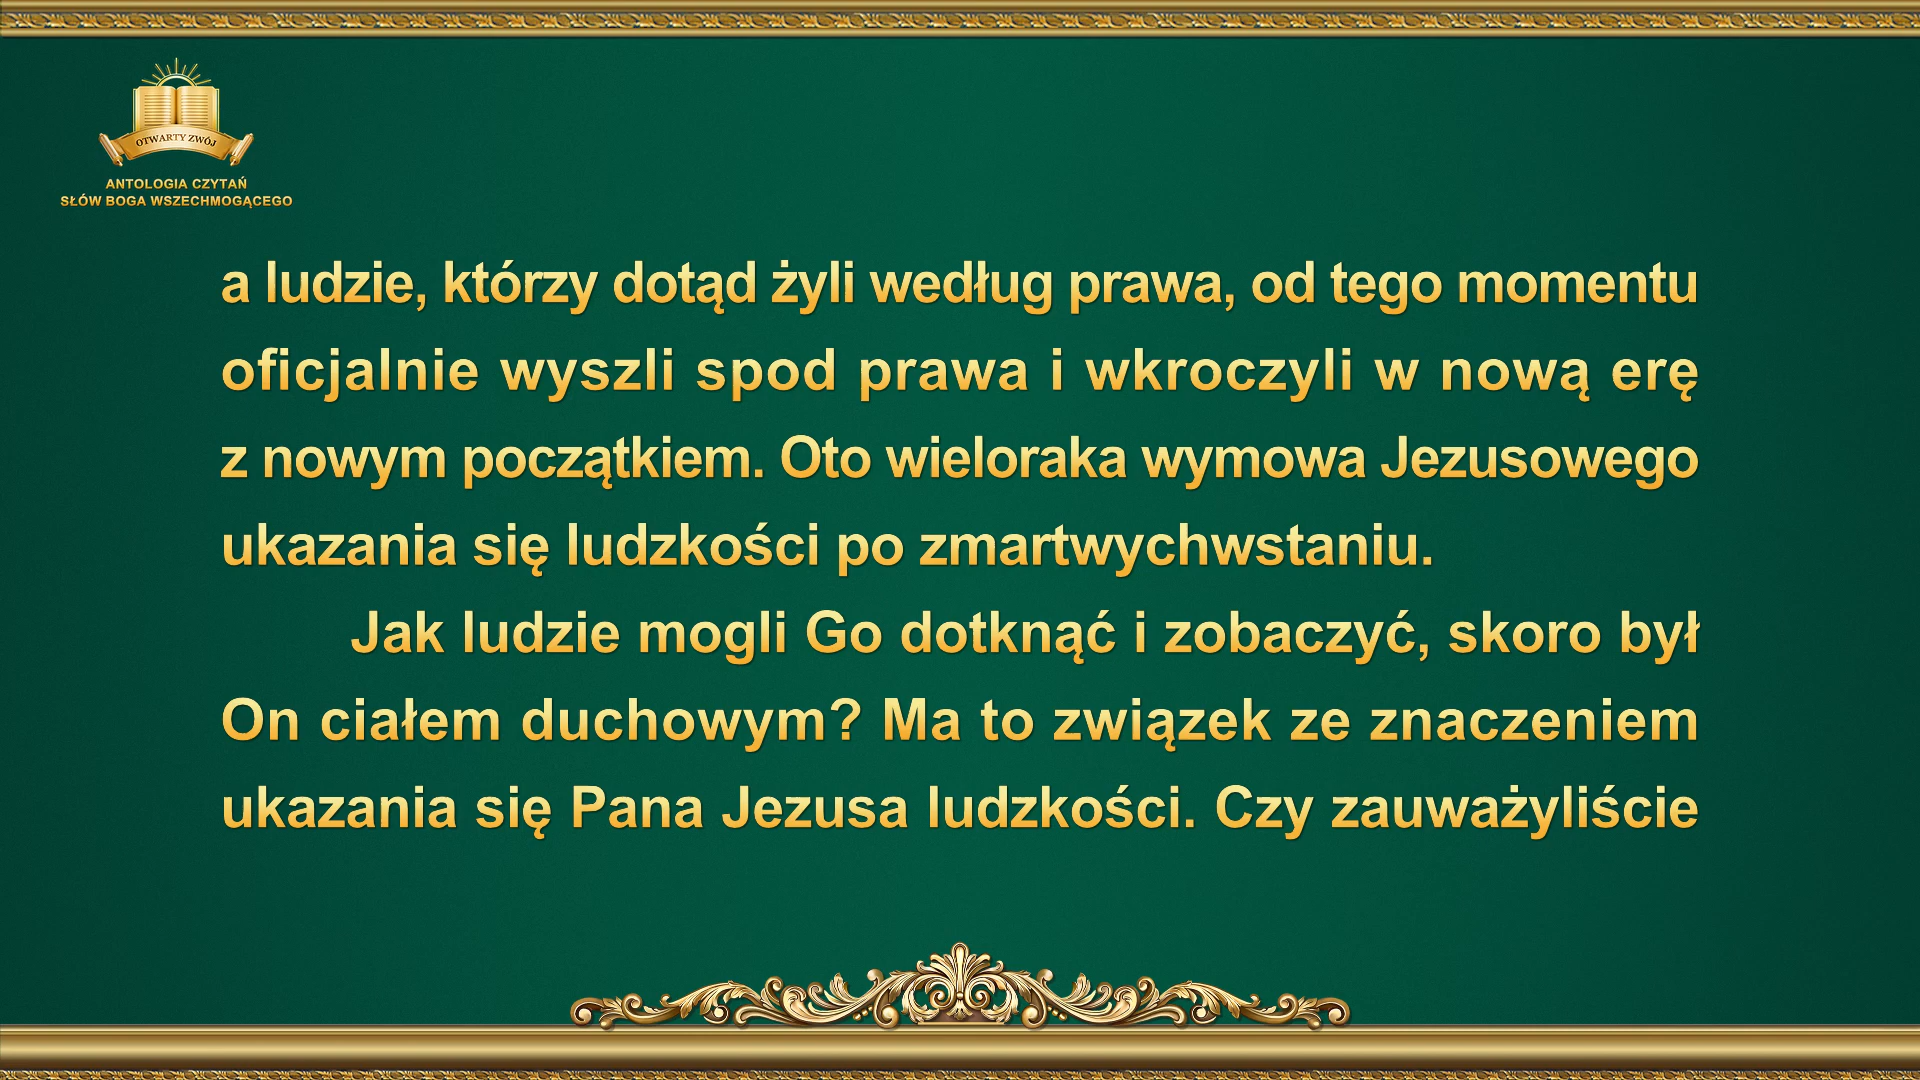 OTWARTY ZWÓJ
ANTOLOGIA CZYTAŃ
SŁÓW BOGA WSZECHMOGĄCEGO
a ludzie, którzy dotąd żyli według prawa, od tego momentu
oficjalnie wyszli spod prawa i wkroczyli w nową erę
z nowym początkiem. Oto wieloraka wymowa Jezusowego
ukazania się ludzkości po zmartwychwstaniu.
Jak ludzie mogli Go dotknąć i zobaczyć, skoro był
On ciałem duchowym? Ma to związek ze znaczeniem
ukazania się Pana Jezusa ludzkości. Czy zauważyliście